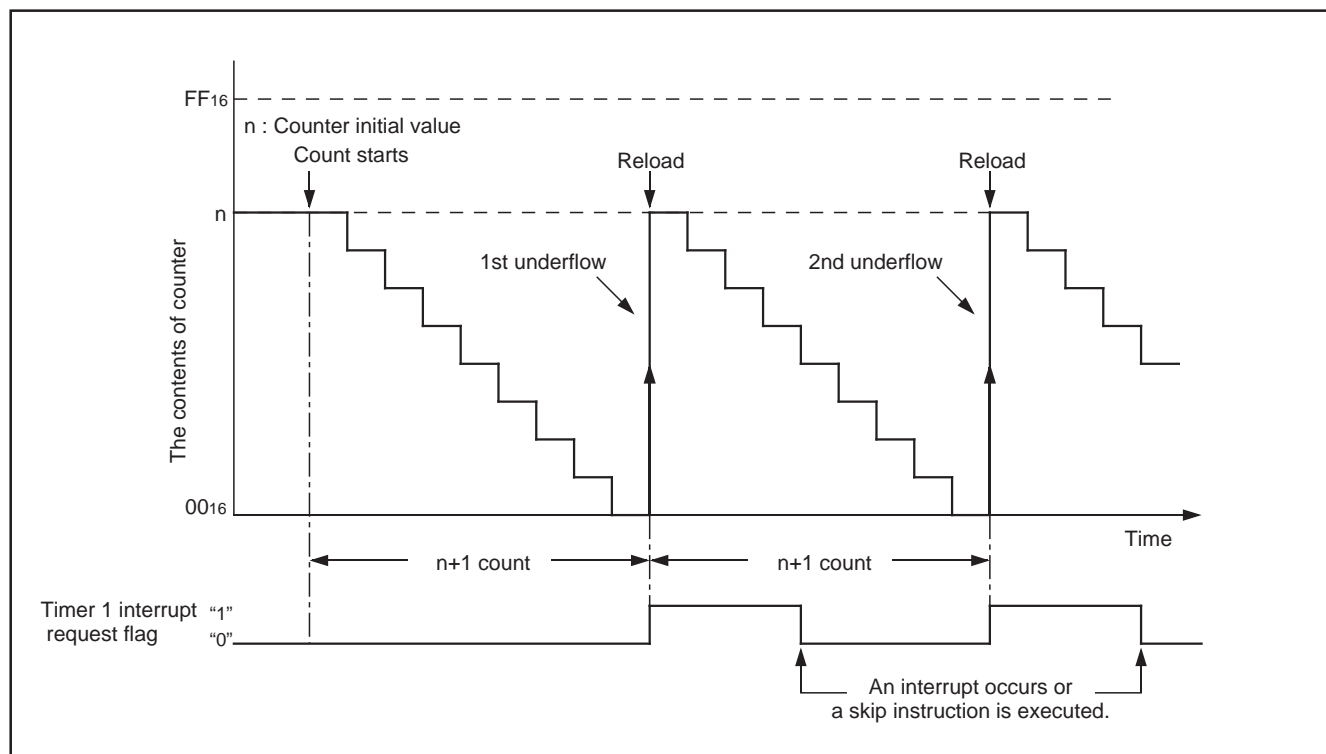 FF16
n : Counter initial value
Count starts
Reload
Reload
n
1st underflow
2nd underflow
The contents of counter
0016
Time
n+1 count
n+1 count
Timer 1 interrupt
request flag
“1”
“0”
An interrupt occurs or
a skip instruction is executed.